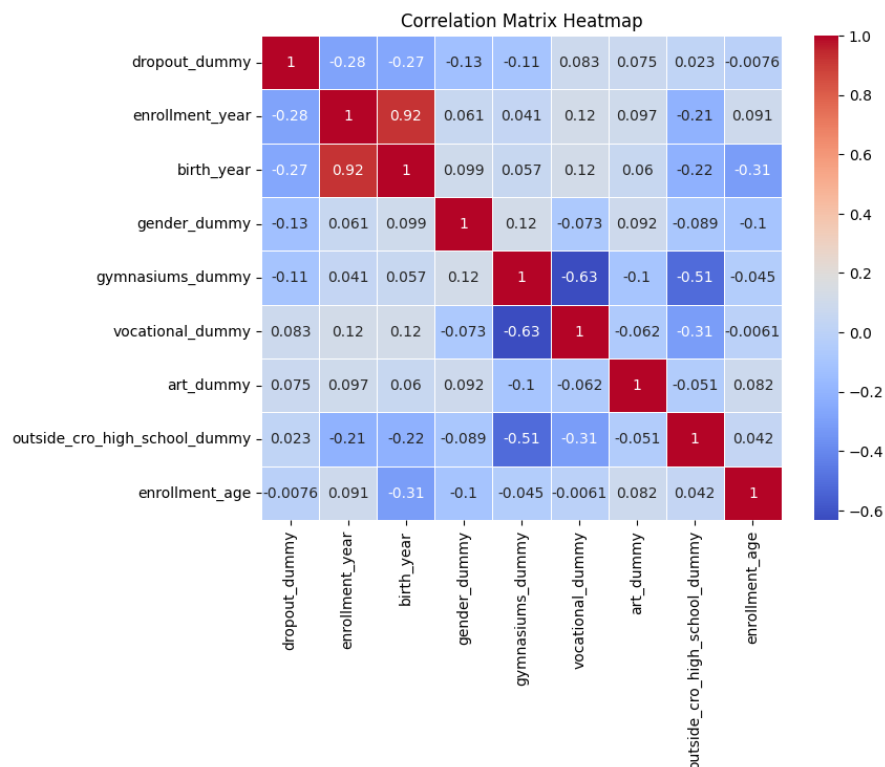 Correlation Matrix Heatmap
dropout_dummy 1 -0.28 -0.27 -0.13 -0.11 0.083 0.075 0.023 -0.0076
enrollment_year -0.28 1 0.92 0.061 0.041 0.12 0.097 -0.21 0.091
birth_year -0.27 0.92 1 0.099 0.057 0.12 0.06 -0.22 -0.31
gender_dummy -0.13 0.061 0.099 1 0.12 -0.073 0.092 -0.089 -0.1
gymnasiums_dummy -0.11 0.041 0.057 0.12 1 -0.63 -0.1 -0.51 -0.045
vocational_dummy 0.083 0.12 0.12 -0.073 -0.63 1 -0.062 -0.31 -0.0061
art_dummy 0.075 0.097 0.06 0.092 -0.1 -0.062 1 -0.051 0.082
outside_cro_high_school_dummy 0.023 -0.21 -0.22 -0.089 -0.51 -0.31 -0.051 1 0.042
enrollment_age -0.0076 0.091 -0.31 -0.1 -0.045 -0.0061 0.082 0.042 1
dropout_dummy
enrollment_year
birth_year
gender_dummy
gymnasiums_dummy
vocational_dummy
art_dummy
outside_cro_high_school_dummy
enrollment_age
1.0
0.8
0.6
0.4
0.2
0.0
-0.2
-0.4
-0.6